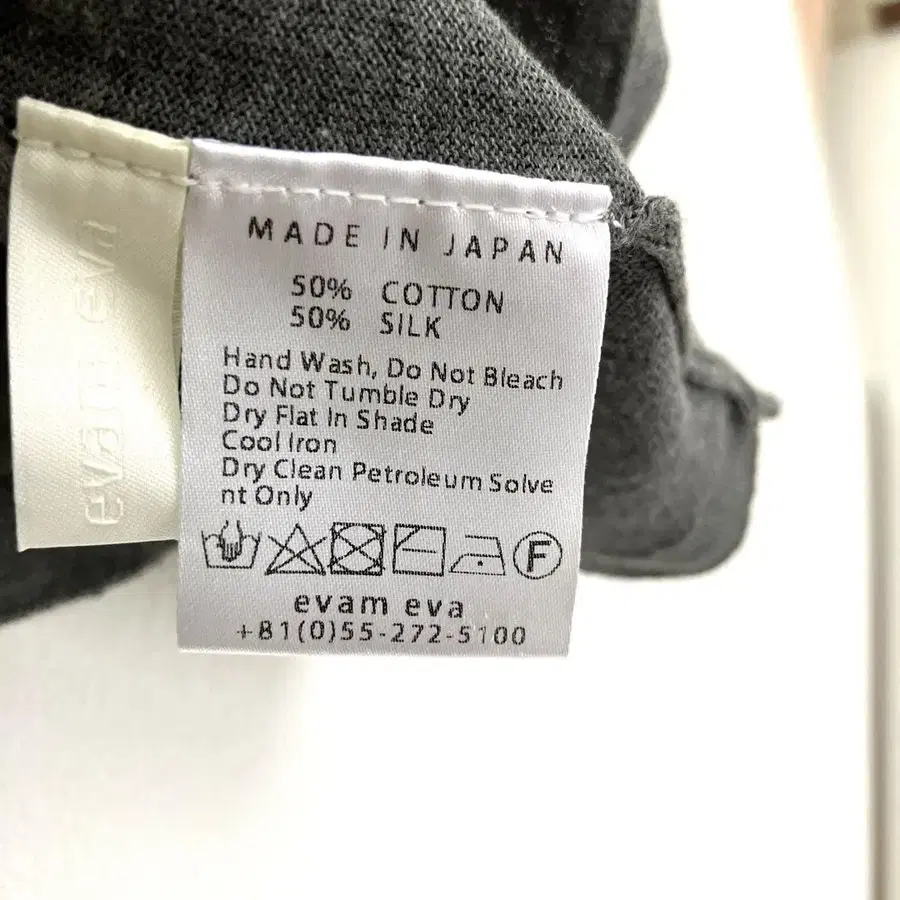 evam eva
MADE IN JAPAN
50% COTTON
50% SILK
Hand Wash, Do Not Bleach
Do Not Tumble Dry
Dry Flat In Shade
Cool Iron
Dry Clean Petroleum Solve
nt Only
F
evam eva
+81(0)55-272-5100